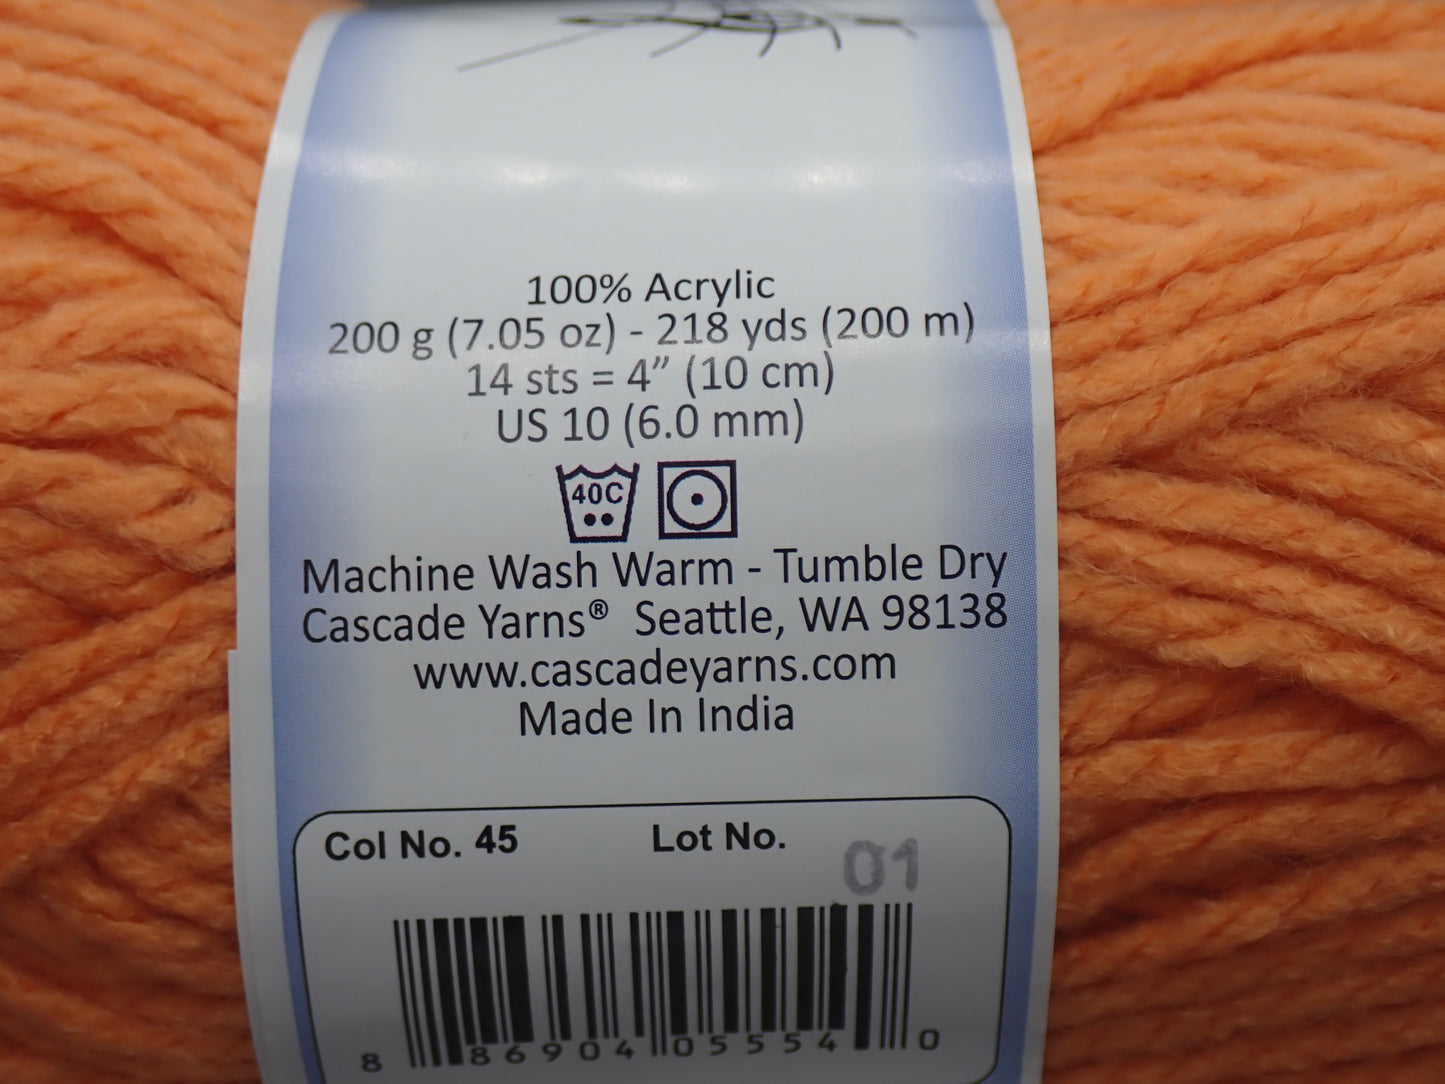 100% Acrylic
200 g (7.05 oz) - 218 yds (200 m)
14 sts = 4” (10 cm)
US 10 (6.0 mm)
40C
Machine Wash Warm - Tumble Dry
Cascade Yarns® Seattle, WA 98138
www.cascadeyarns.com
Made In India
Col No. 45 Lot No. 01
8 86904 05554 0